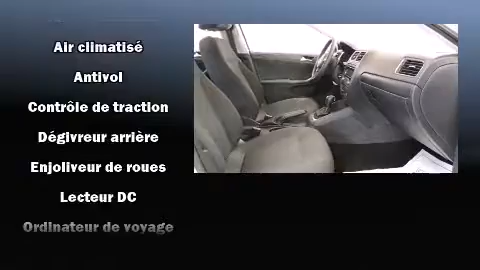 Air climatisé
Antivol
Contrôle de traction
Dégivreur arrière
Enjoliveur de roues
Lecteur DC
Ordinateur de voyage